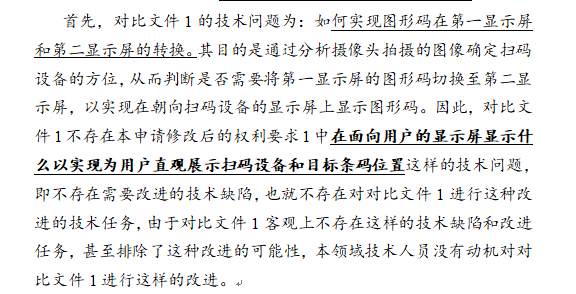 首先，对比文件 1 的技术问题为：如何实现图形码在第一显示屏
和第二显示屏的转换。其目的是通过分析摄像头拍摄的图像确定扫码
设备的方位，从而判断是否需要将第一显示屏的图形码切换至第二显
示屏，以实现在朝向扫码设备的显示屏上显示图形码。因此，对比文
件 1 不存在本申请修改后的权利要求 1 中在面向用户的显示屏显示什
么以实现为用户直观展示扫码设备和目标条码位置这样的技术问题，
即不存在需要改进的技术缺陷，也就不存在对对比文件 1 进行这种改
进的技术任务，由于对比文件 1 客观上不存在这样的技术缺陷和改进
任务，甚至排除了这种改进的可能性，本领域技术人员没有动机对对
比文件 1 进行这样的改进。